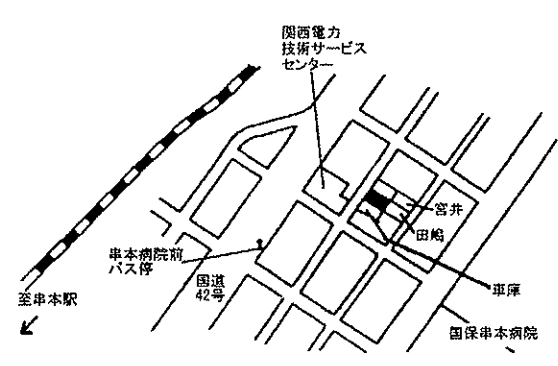 関西電力
技術サービス
センター
宮井
田嶋
串本病院前
バス停
国道
42号
車庫
至串本駅
国保串本病院